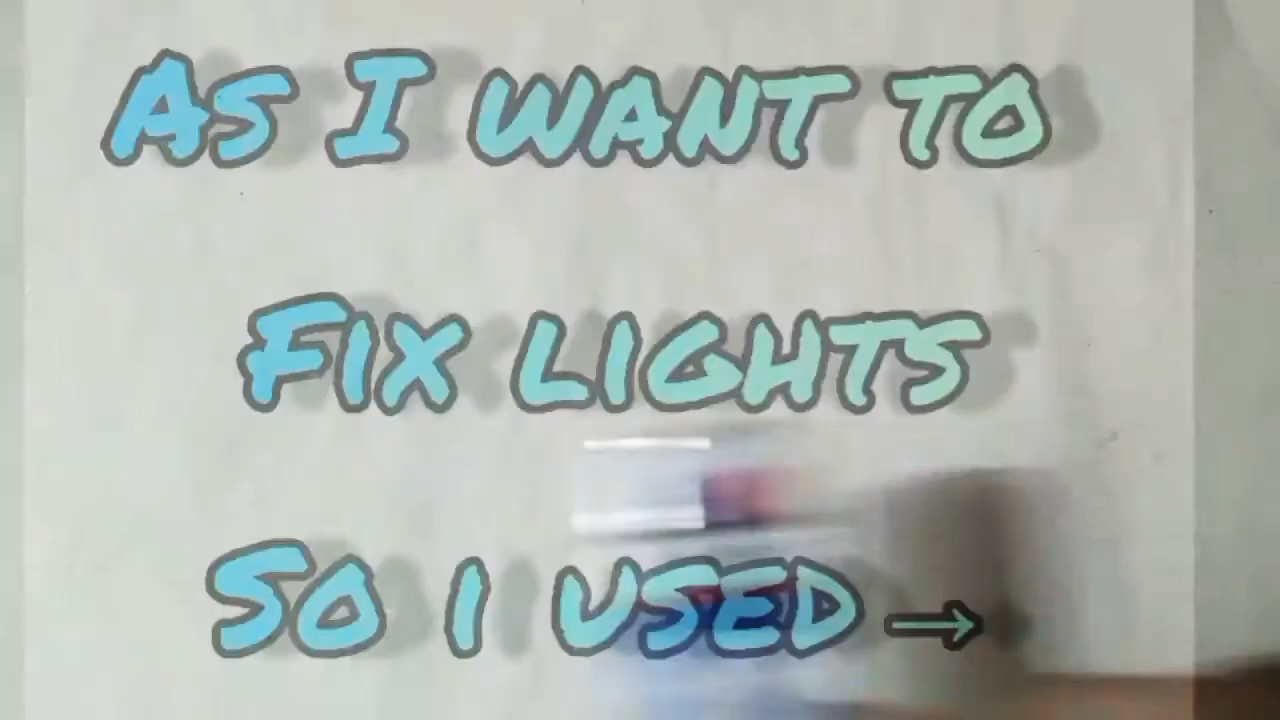 As I want to
Fix lights
So i used →